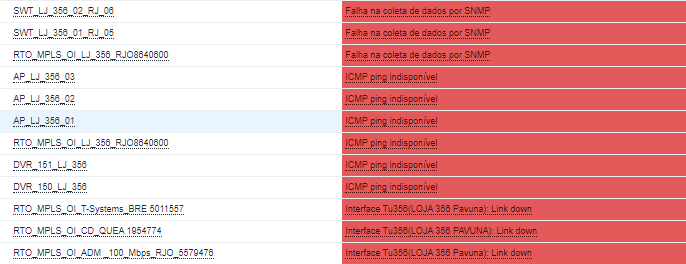 SWT_LJ_356_02_RJ_06 Falha na coleta de dados por SNMP
SWT_LJ_356_01_RJ_05 Falha na coleta de dados por SNMP
RTO_MPLS_OI_LJ_356_RJO8640600 Falha na coleta de dados por SNMP
AP_LJ_356_03 ICMP ping indisponível
AP_LJ_356_02 ICMP ping indisponível
AP_LJ_356_01 ICMP ping indisponível
RTO_MPLS_OI_LJ_356_RJO8640600 ICMP ping indisponível
DVR_151_LJ_356 ICMP ping indisponível
DVR_150_LJ_356 ICMP ping indisponível
RTO_MPLS_OI_T-Systems_BRE 5011557 Interface Tu356(LOJA 356 Pavuna): Link down
RTO_MPLS_OI_CD_QUEA 1954774 Interface Tu356(LOJA 356 PAVUNA): Link down
RTO_MPLS_OI_ADM _100_Mbps_RJO_5579476 Interface Tu356(LOJA 356 Pavuna): Link down